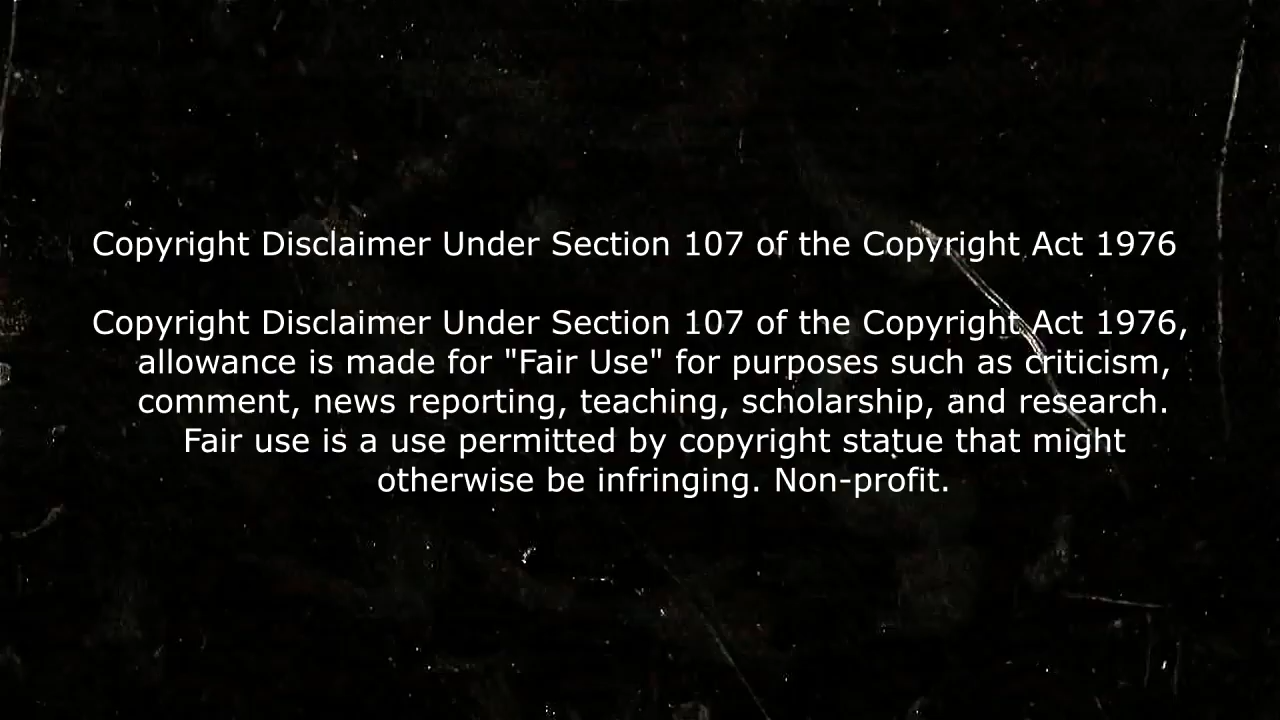 Copyright Disclaimer Under Section 107 of the Copyright Act 1976
Copyright Disclaimer Under Section 107 of the Copyright Act 1976,
allowance is made for "Fair Use" for purposes such as criticism,
comment, news reporting, teaching, scholarship, and research.
Fair use is a use permitted by copyright statue that might
otherwise be infringing. Non-profit.